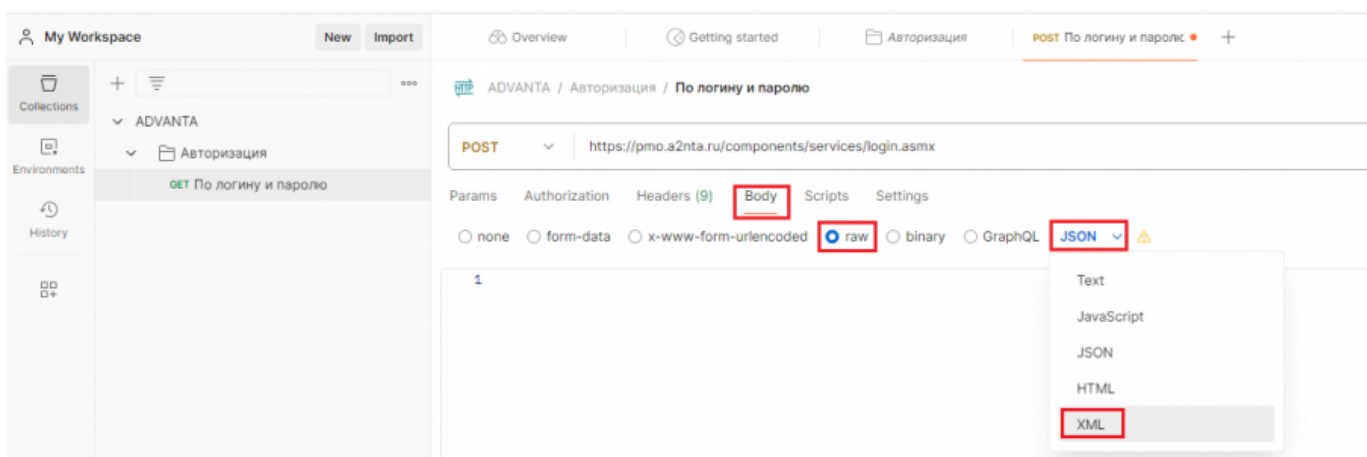 My Workspace New Import Overview Getting started Авторизация POST По логину и паролк
Collections
ADVANTA / Авторизация / По логину и паролю
ADVANTA
POST https://pmo.a2nta.ru/components/services/login.asmx
Авторизация
Environments
GET По логину и паролю
Params Authorization Headers (9) Body Scripts Settings
History
none form-data x-www-form-urlencoded raw binary GraphQL JSON
1
Text
JavaScript
JSON
HTML
XML